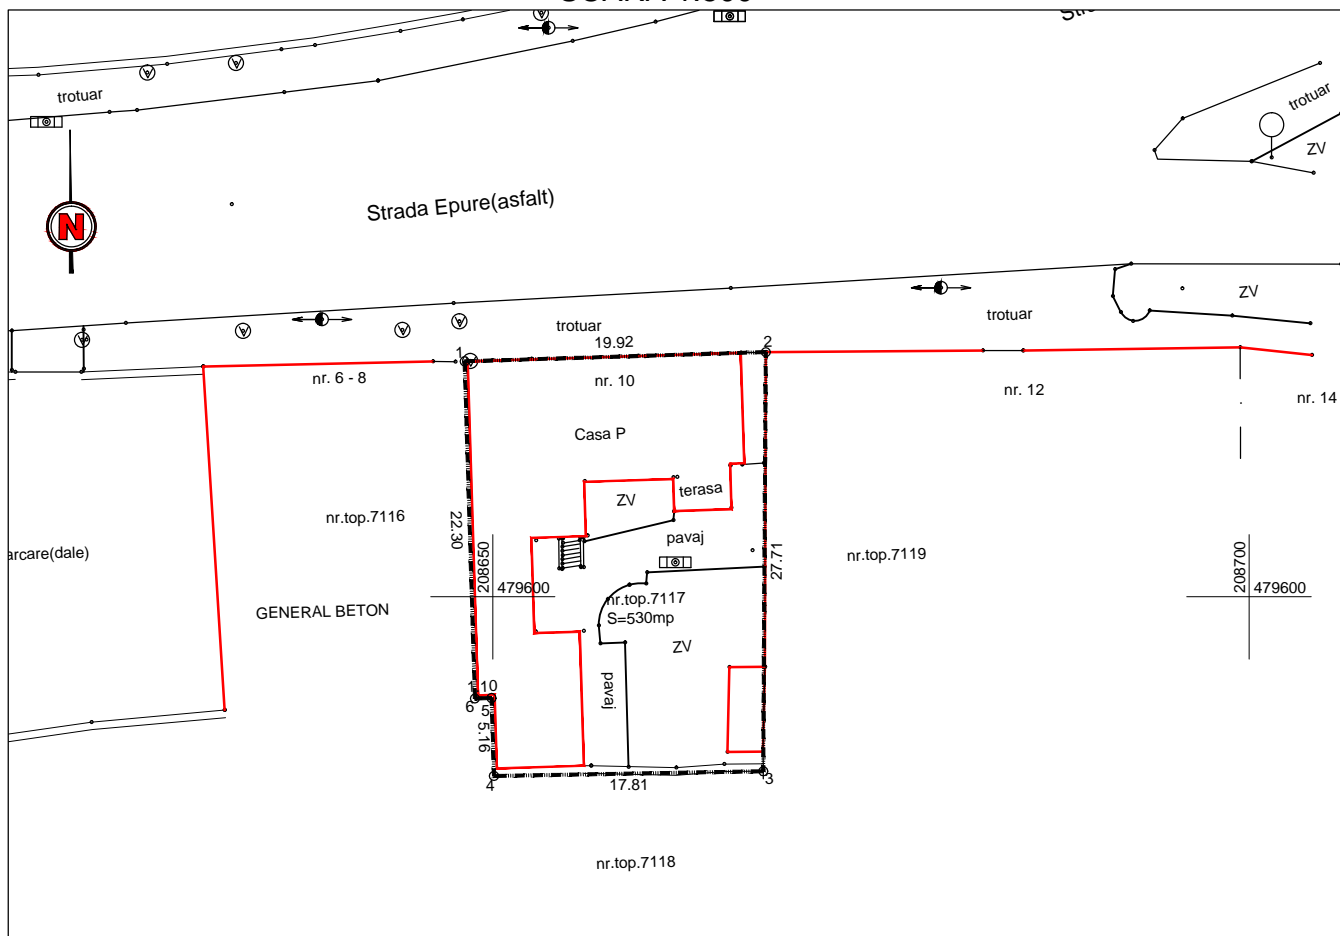 trotuar
trotuar
ZV
N
Strada Epure(asfalt)
ZV
trotuar
trotuar
19.92
1
2
nr. 6 - 8
nr. 10
nr. 12
nr. 14
Casa P
ZV
terasa
nr.top.7116
22.30
pavaj
27.71
nr.top.7119
arcare(dale)
208650
479600
208700
479600
GENERAL BETON
nr.top.7117
S=530mp
ZV
pavaj
1.10
6
5
5.16
4
17.81
3
nr.top.7118